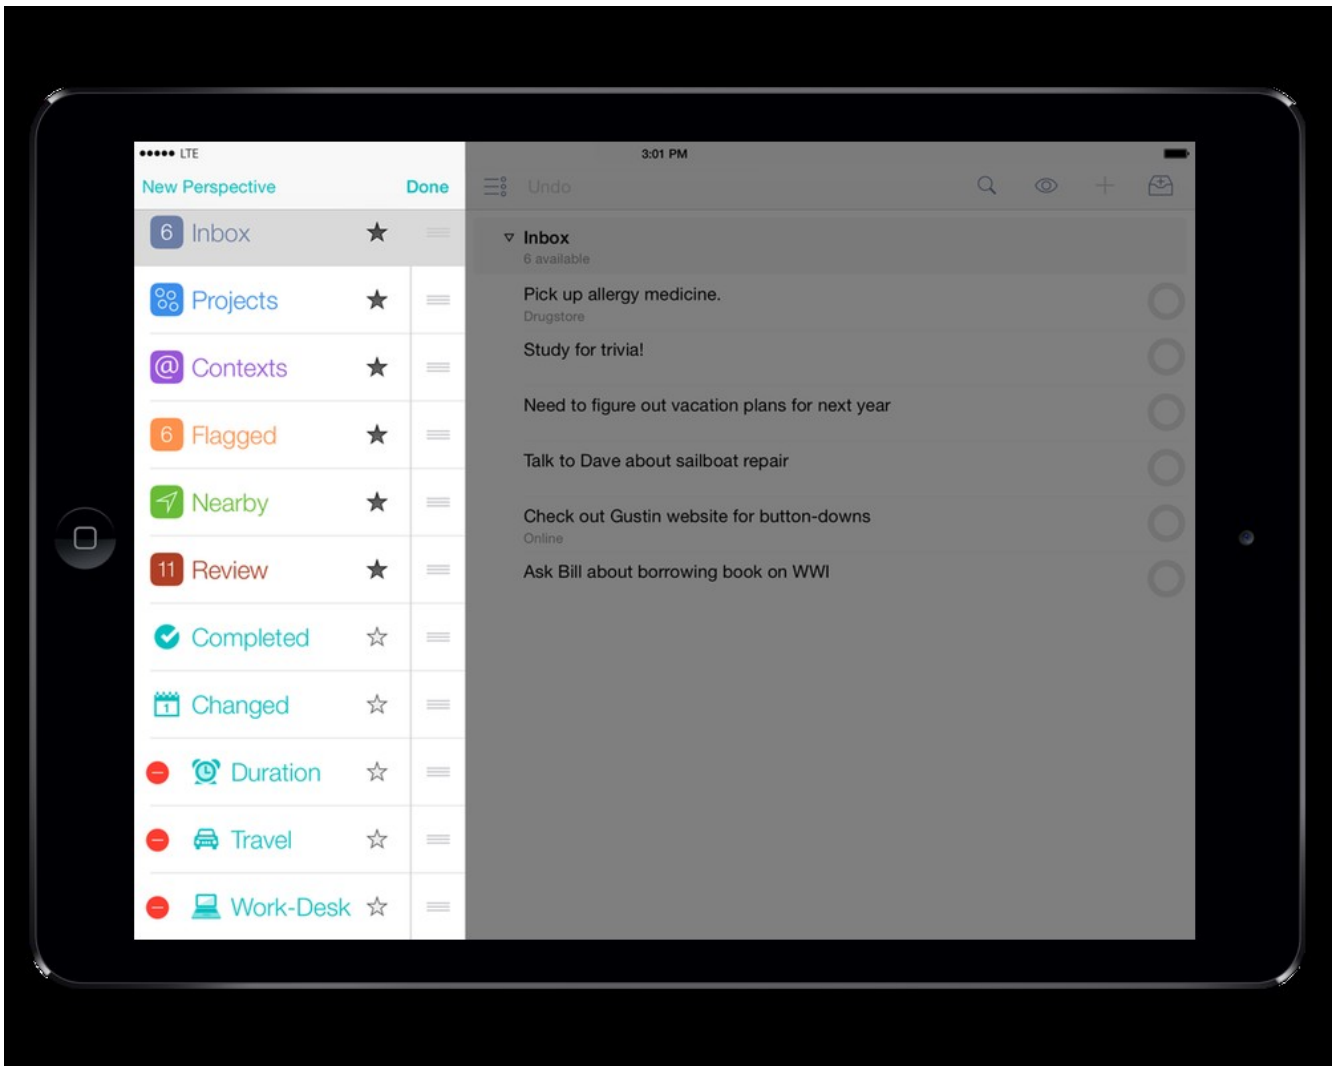 LTE
3:01 PM
New Perspective
Done
Undo
6 Inbox
Projects
@ Contexts
6 Flagged
Nearby
11 Review
Completed
1 Changed
Duration
Travel
Work-Desk
Inbox
6 available
Pick up allergy medicine.
Drugstore
Study for trivia!
Need to figure out vacation plans for next year
Talk to Dave about sailboat repair
Check out Gustin website for button-downs
Online
Ask Bill about borrowing book on WWI